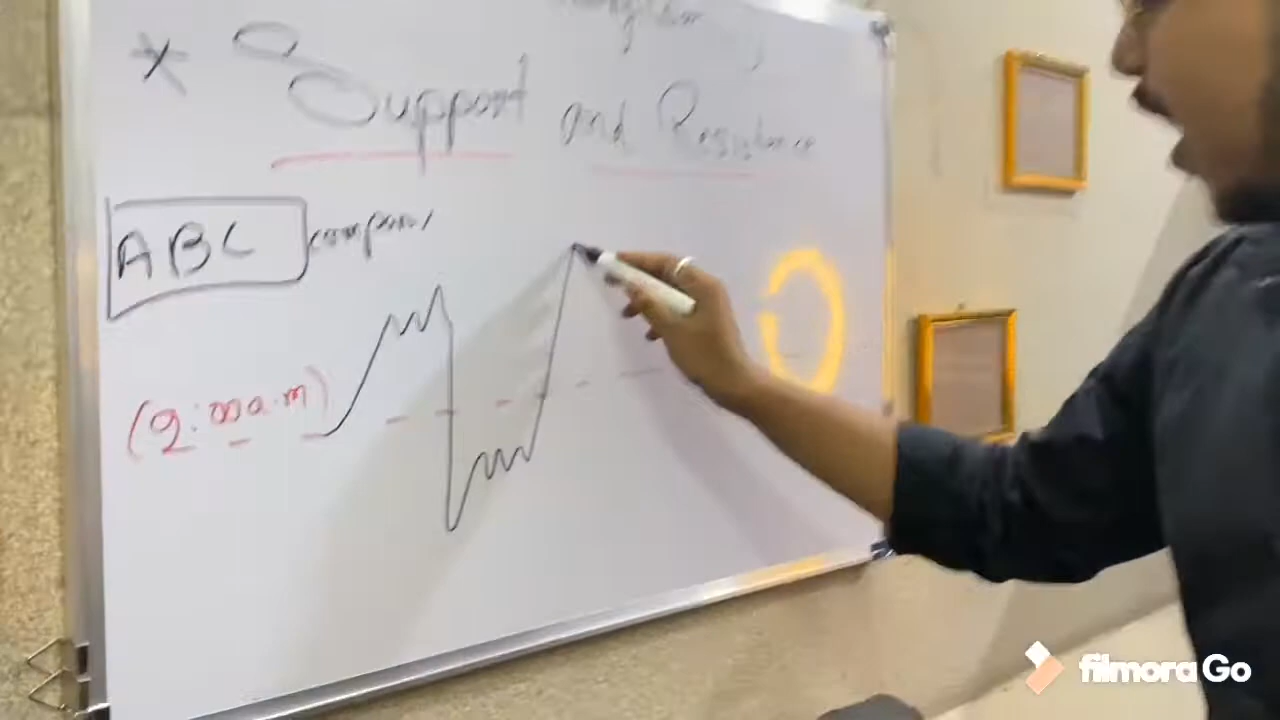 * Support and Resistance
ABC company
(9:00 a.m)
filmora Go